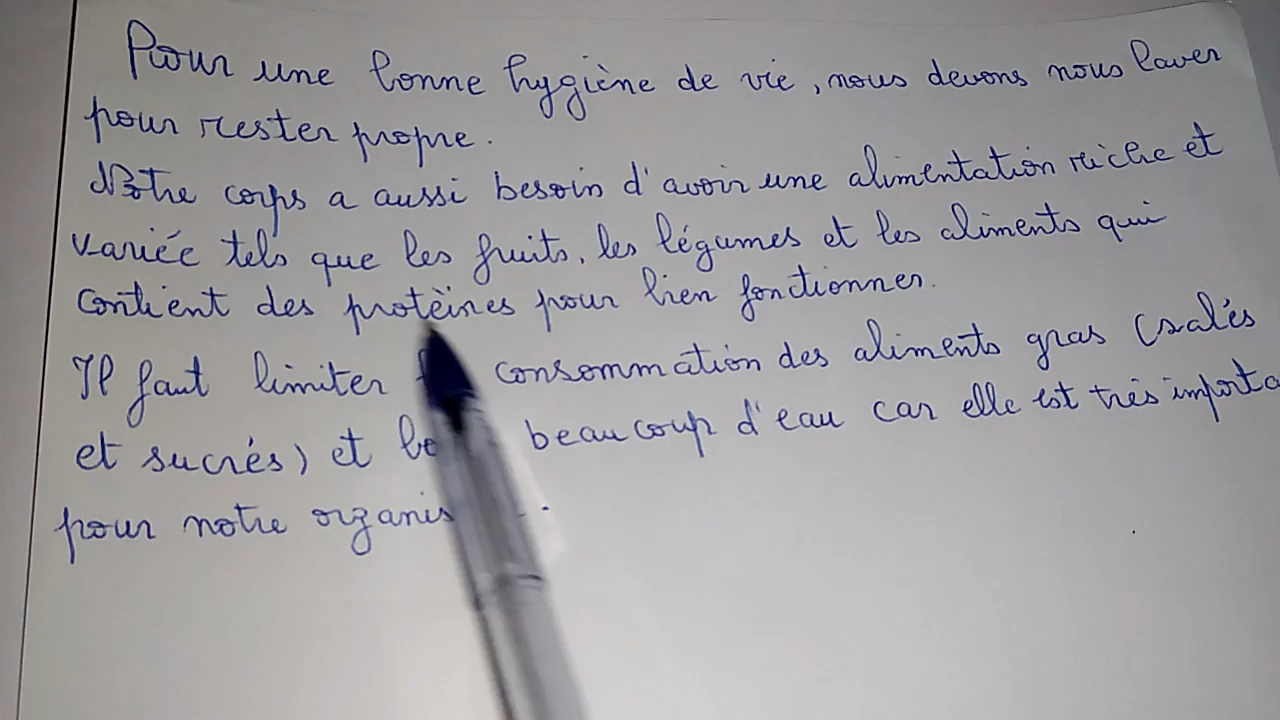 Pour une bonne hygiène de vie, nous devons nous laver
pour rester propre.
Notre corps a aussi besoin d'avoir une alimentation riche et
variée tels que les fruits, les légumes et les aliments qui
contient des protèines pour bien fonctionner.
Il faut limiter consommation des aliments gras (salés
et sucrés) et beaucoup d'eau car elle est très importa
pour notre organis